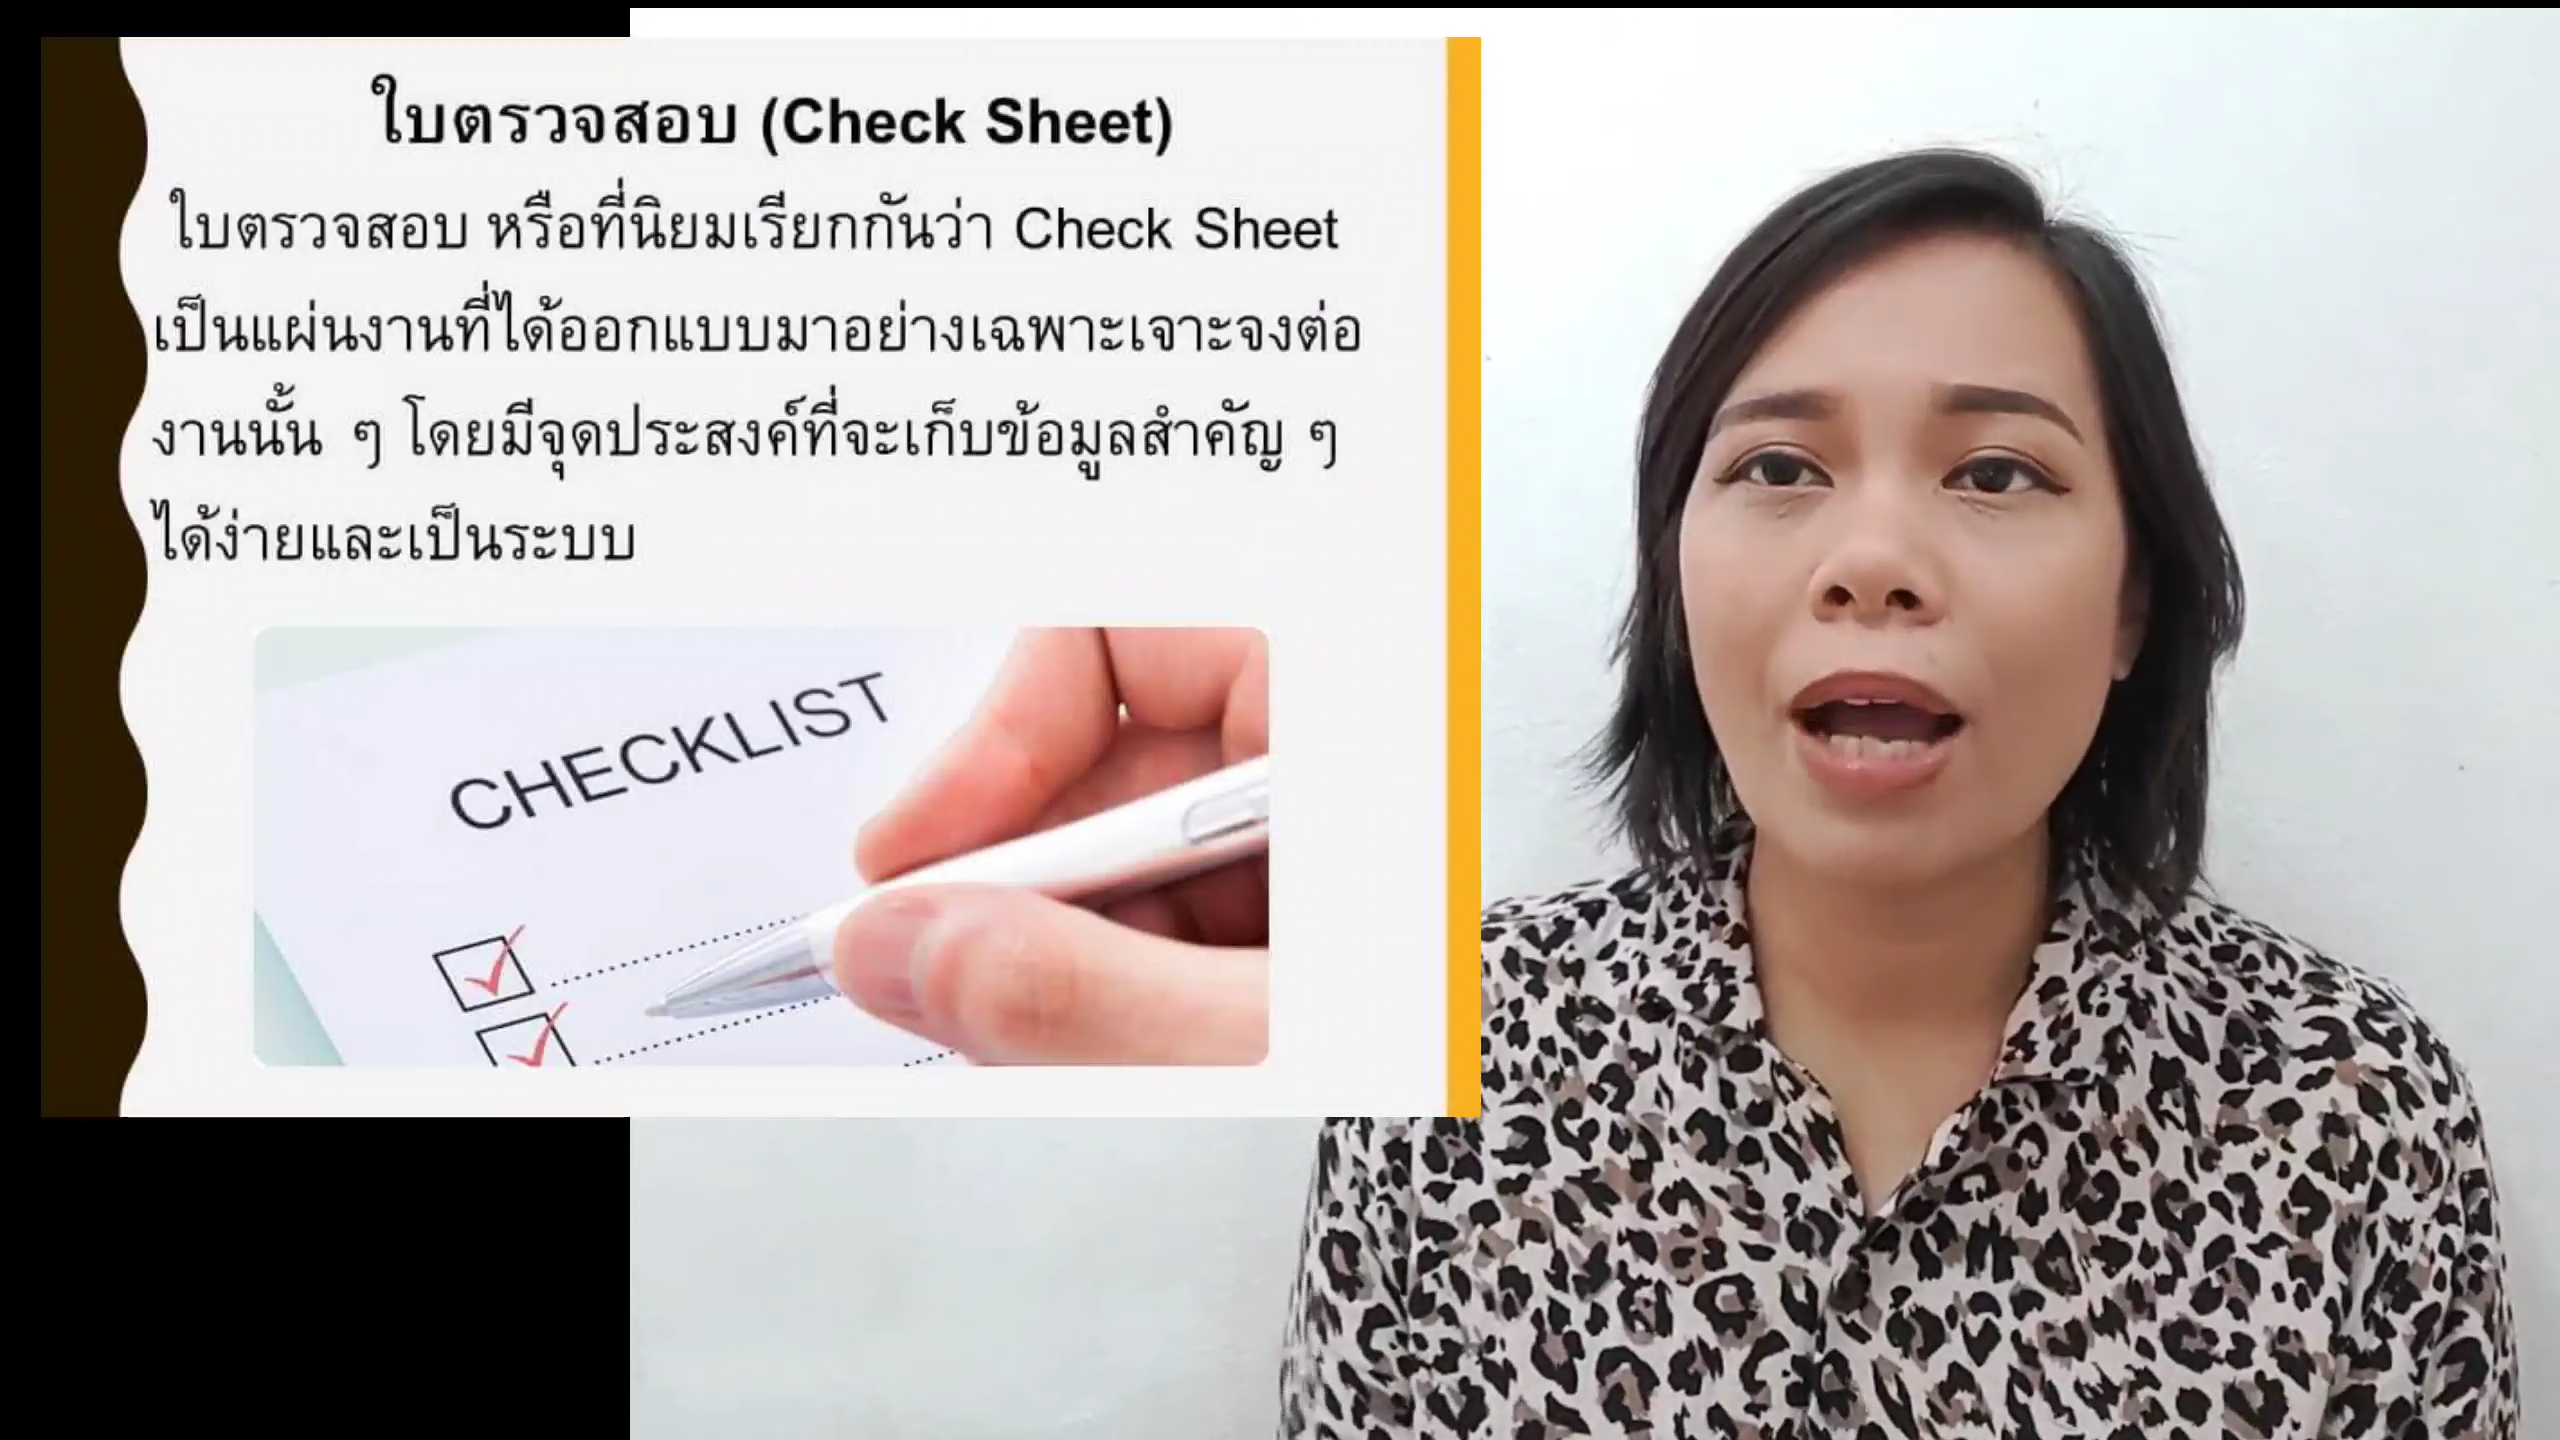 ใบตรวจสอบ (Check Sheet)
ใบตรวจสอบ หรือที่นิยมเรียกกันว่า Check Sheet
เป็นแผ่นงานที่ได้ออกแบบมาอย่างเฉพาะเจาะจงต่อ
งานนั้น ๆ โดยมีจุดประสงค์ที่จะเก็บข้อมูลสำคัญ ๆ
ได้ง่ายและเป็นระบบ
CHECKLIST